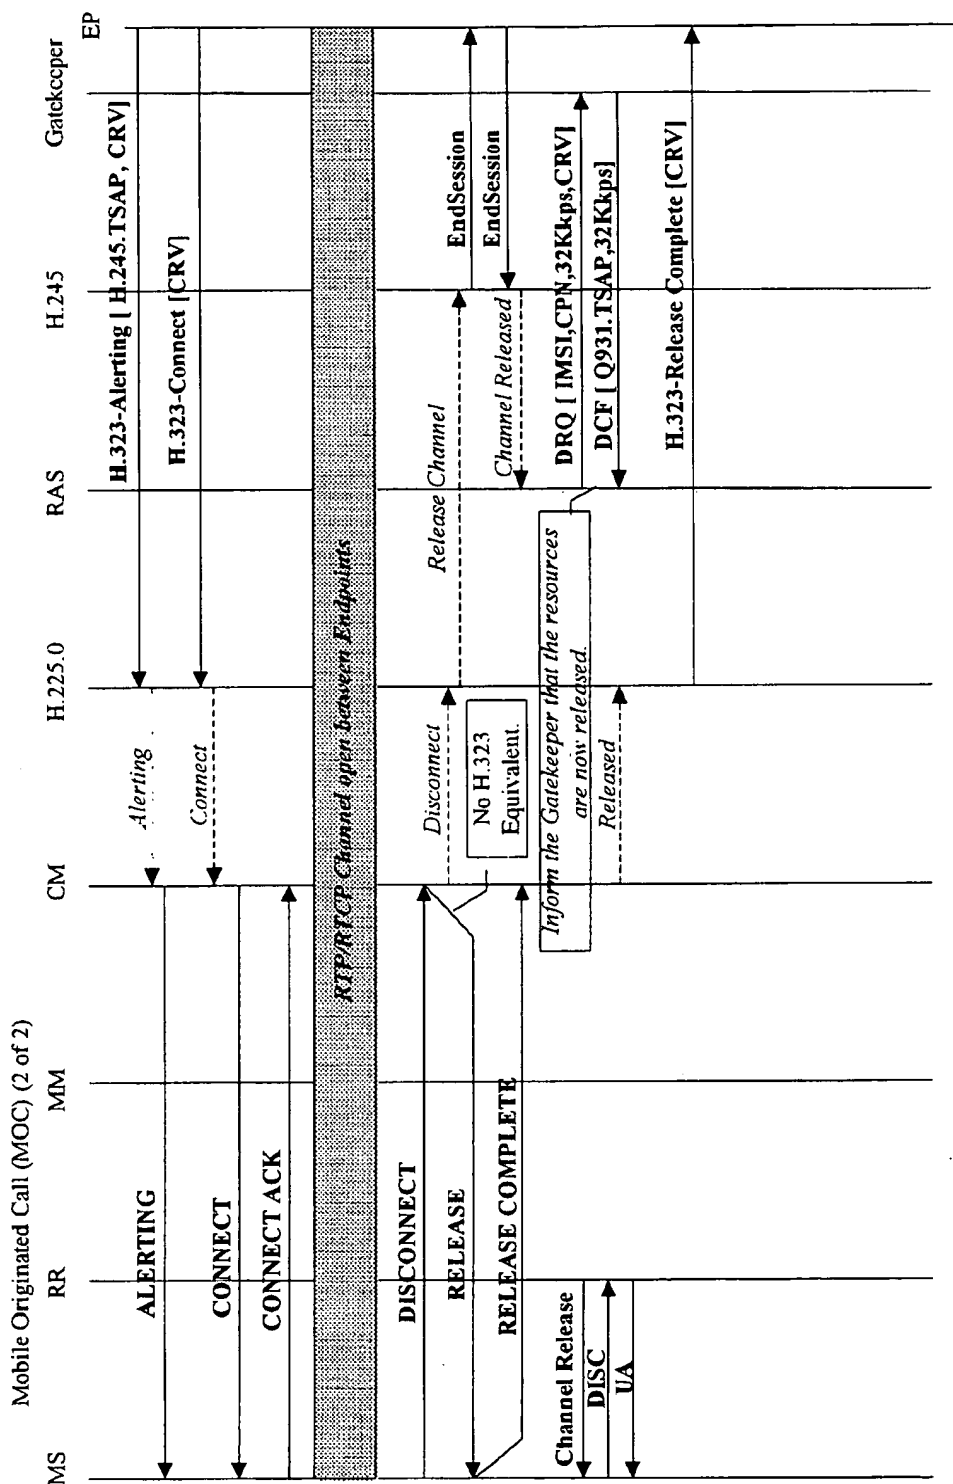 Mobile Originated Call (MOC) (2 of 2)
MS
RR
MM
CM
H.225.0
RAS
H.245
Gatekeeper
EP
H.323-Alerting [ H.245.TSAP, CRV]
Alerting
ALERTING
H.323-Connect [CRV]
Connect
CONNECT
CONNECT ACK
RTP/RTCP Channel open between Endpoints
DISCONNECT
Disconnect
Release Channel
EndSession
EndSession
Channel Released
RELEASE
No H.323
Equivalent.
RELEASE COMPLETE
Inform the Gatekeeper that the resources
are now released.
DRQ [ IMSI,CPN,32Kkps,CRV]
DCF [ Q931.TSAP,32Kkps]
Released
H.323-Release Complete [CRV]
Channel Release
DISC
UA